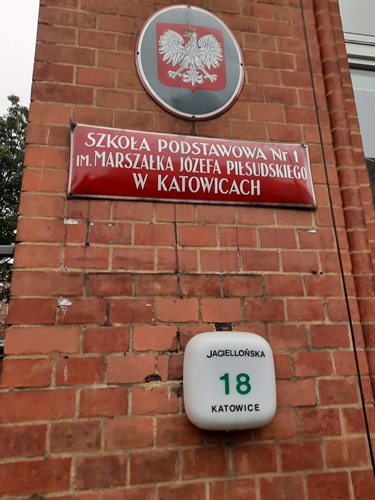 SZKOŁA PODSTAWOWA Nr 1
IM. MARSZAŁKA JÓZEFA PIŁSUDSKIEGO
W KATOWICACH
JAGIELLOŃSKA
18
KATOWICE